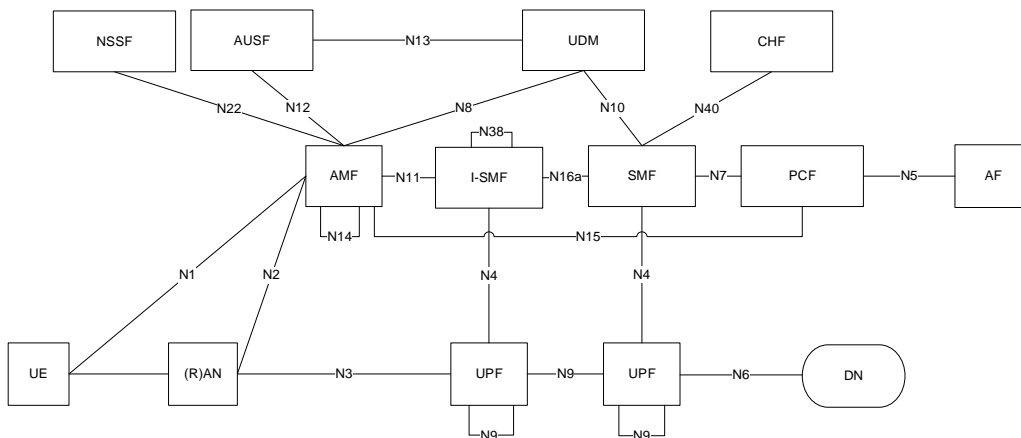 NSSF
AUSF
N13
UDM
CHF
N22
N12
N8
N10
N40
N38
AMF
N11
I-SMF
N16a
SMF
N7
PCF
N5
AF
N14
N15
N1
N2
N4
N4
UE
(R)AN
N3
UPF
N9
UPF
N6
DN
N9
N9